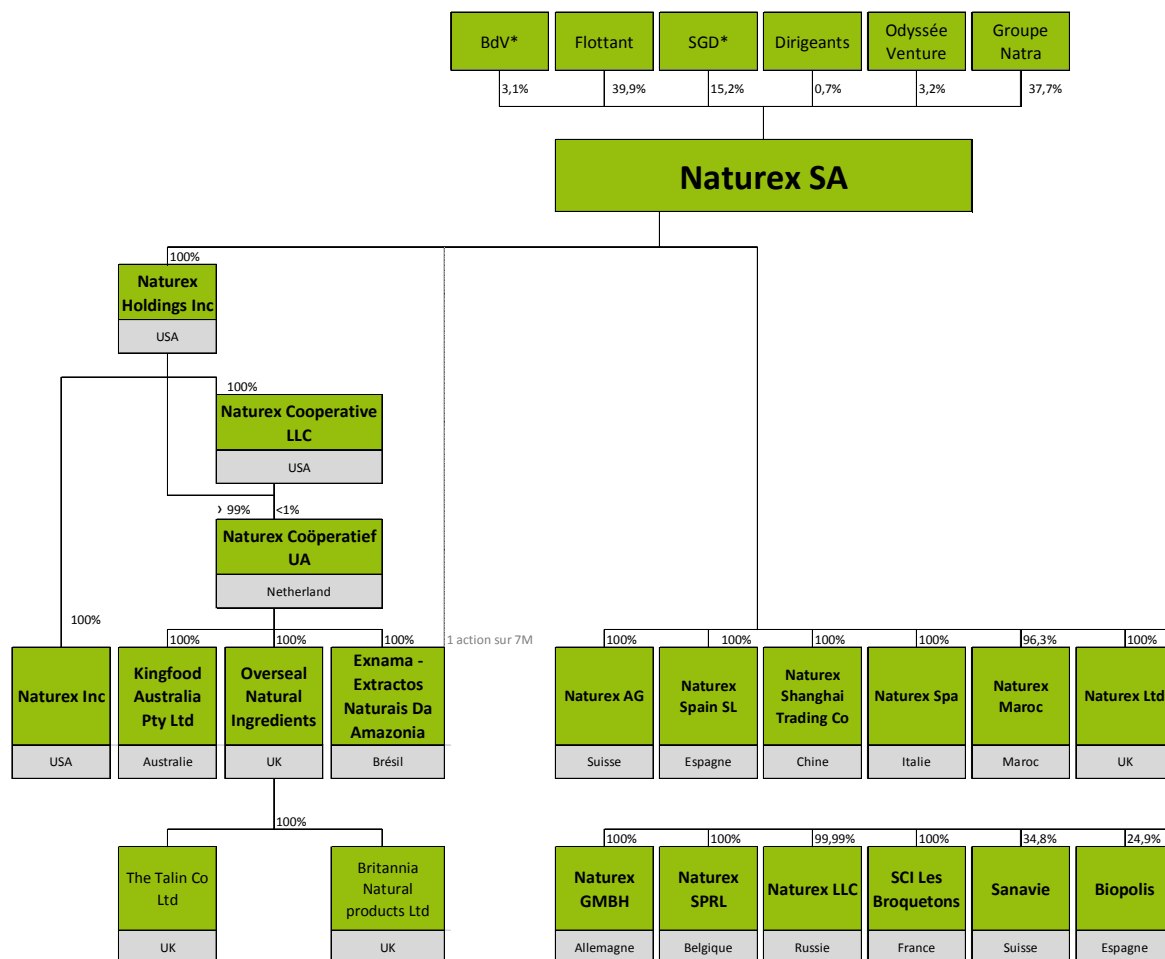 BdV*
Flottant
SGD*
Dirigeants
Odyssée
Venture
Groupe
Natra
3,1%
39,9%
15,2%
0,7%
3,2%
37,7%
Naturex SA
100%
Naturex
Holdings Inc
USA
100%
Naturex Cooperative
LLC
USA
› 99%
<1%
Naturex Coöperatief
UA
Netherland
100%
100%
100%
100%
1 action sur 7M
Naturex Inc
USA
Kingfood
Australia
Pty Ltd
Australie
Overseal
Natural
Ingredients
UK
Exnama -
Extractos
Naturais Da
Amazonia
Brésil
100%
100%
100%
100%
96,3%
100%
Naturex AG
Suisse
Naturex
Spain SL
Espagne
Naturex
Shanghai
Trading Co
Chine
Naturex Spa
Italie
Naturex
Maroc
Maroc
Naturex Ltd
UK
100%
The Talin Co
Ltd
UK
Britannia
Natural
products Ltd
UK
100%
100%
99,99%
100%
34,8%
24,9%
Naturex
GMBH
Allemagne
Naturex
SPRL
Belgique
Naturex LLC
Russie
SCI Les
Broquetons
France
Sanavie
Suisse
Biopolis
Espagne